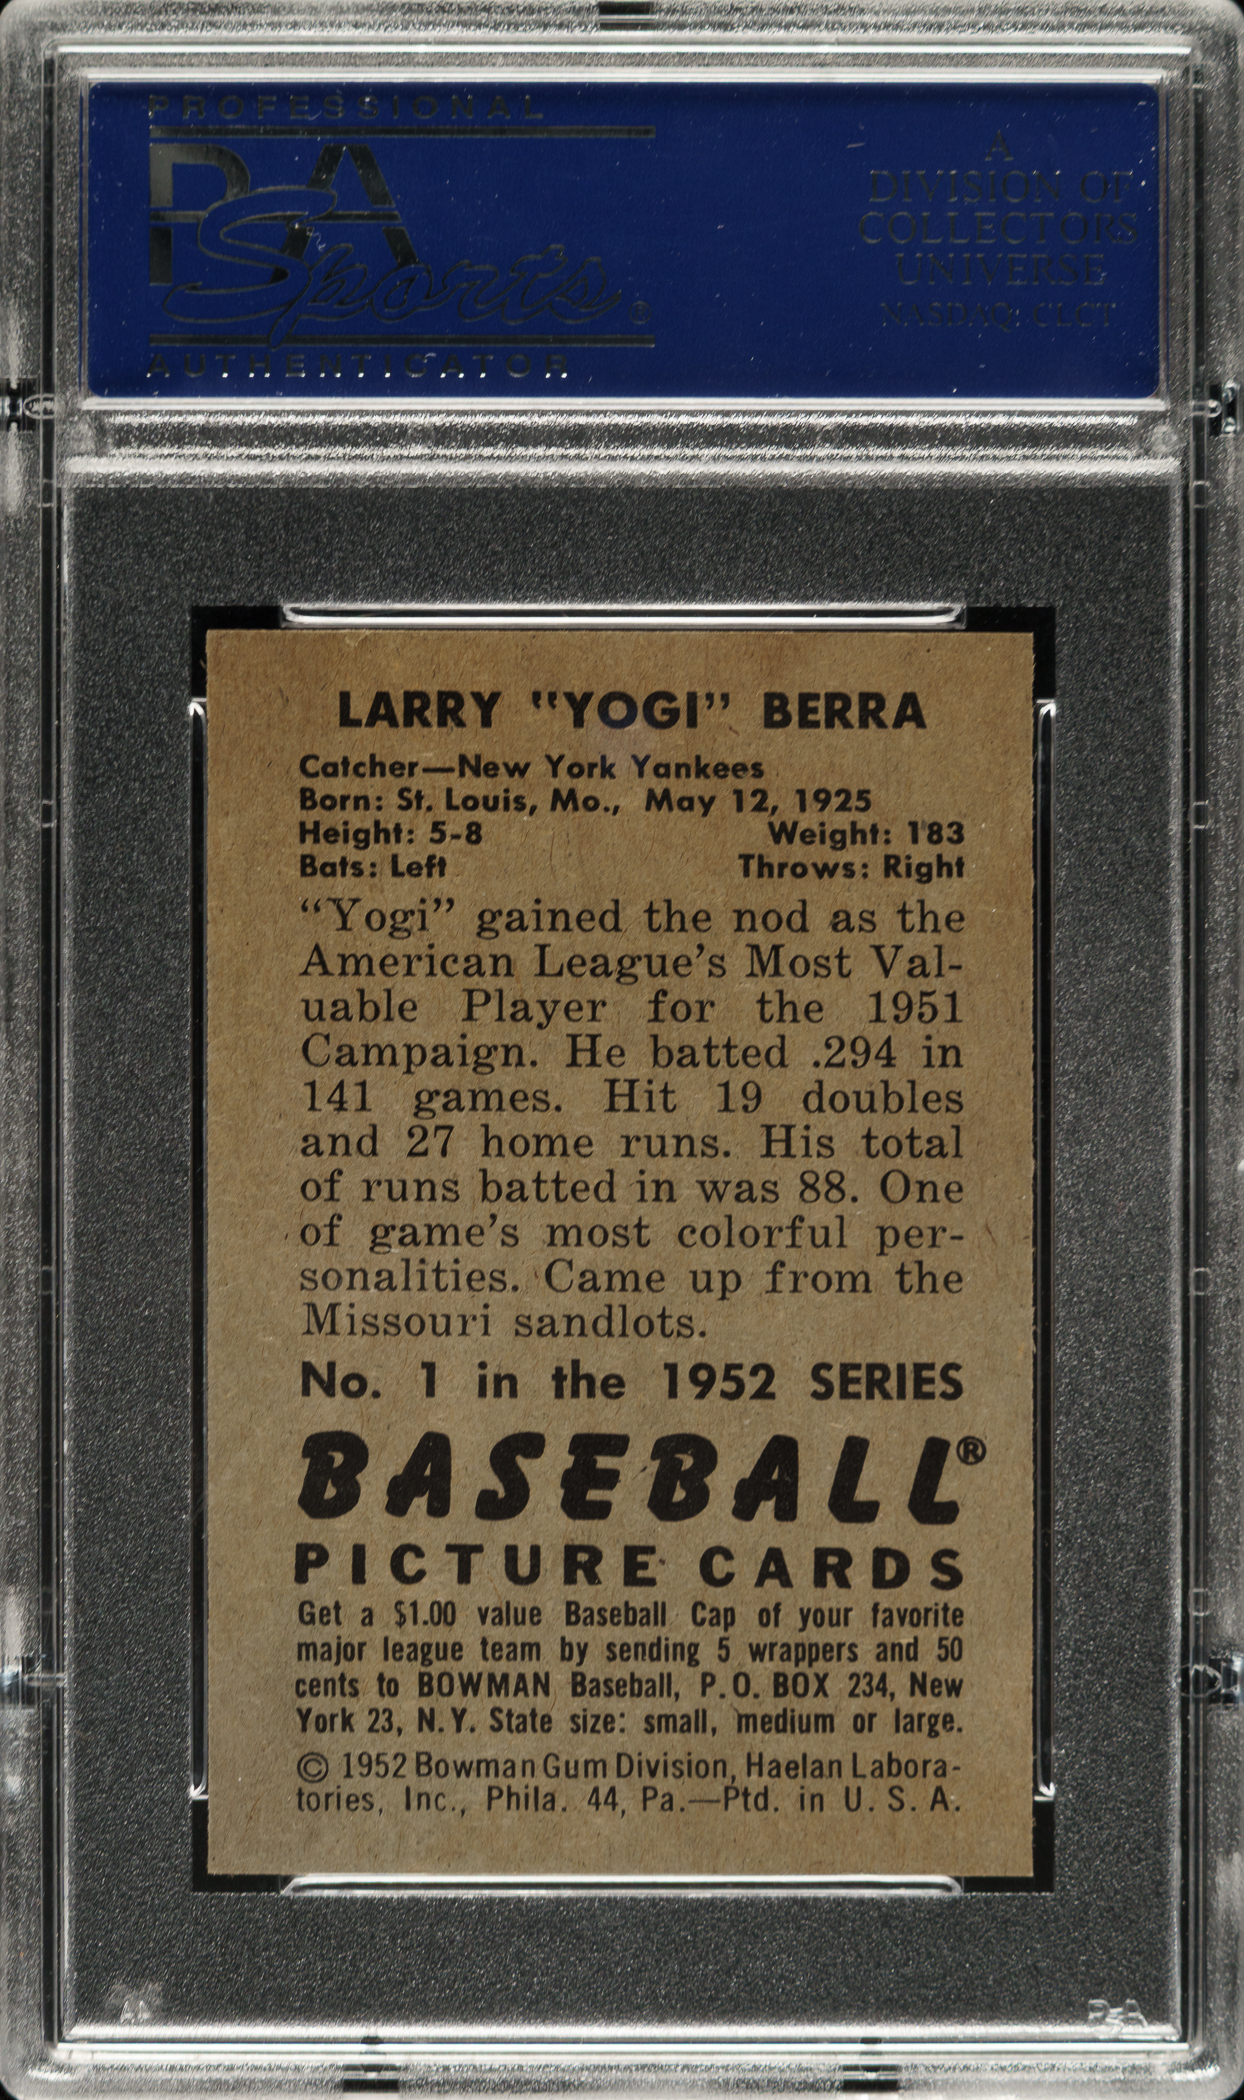 PROFESSIONAL
PSA
Sports®
AUTHENTICATOR
A
DIVISION OF
COLLECTORS
UNIVERSE
NASDAQ: CLCT
LARRY "YOGI" BERRA
Catcher—New York Yankees
Born: St. Louis, Mo., May 12, 1925
Height: 5-8 Weight: 183
Bats: Left Throws: Right
“Yogi” gained the nod as the
American League’s Most Val-
uable Player for the 1951
Campaign. He batted .294 in
141 games. Hit 19 doubles
and 27 home runs. His total
of runs batted in was 88. One
of game’s most colorful per-
sonalities. Came up from the
Missouri sandlots.
No. 1 in the 1952 SERIES
BASEBALL®
PICTURE CARDS
Get a $1.00 value Baseball Cap of your favorite
major league team by sending 5 wrappers and 50
cents to BOWMAN Baseball, P.O. BOX 234, New
York 23, N.Y. State size: small, medium or large.
© 1952 Bowman Gum Division, Haelan Labora-
tories, Inc., Phila. 44, Pa.—Ptd. in U. S. A.
PSA